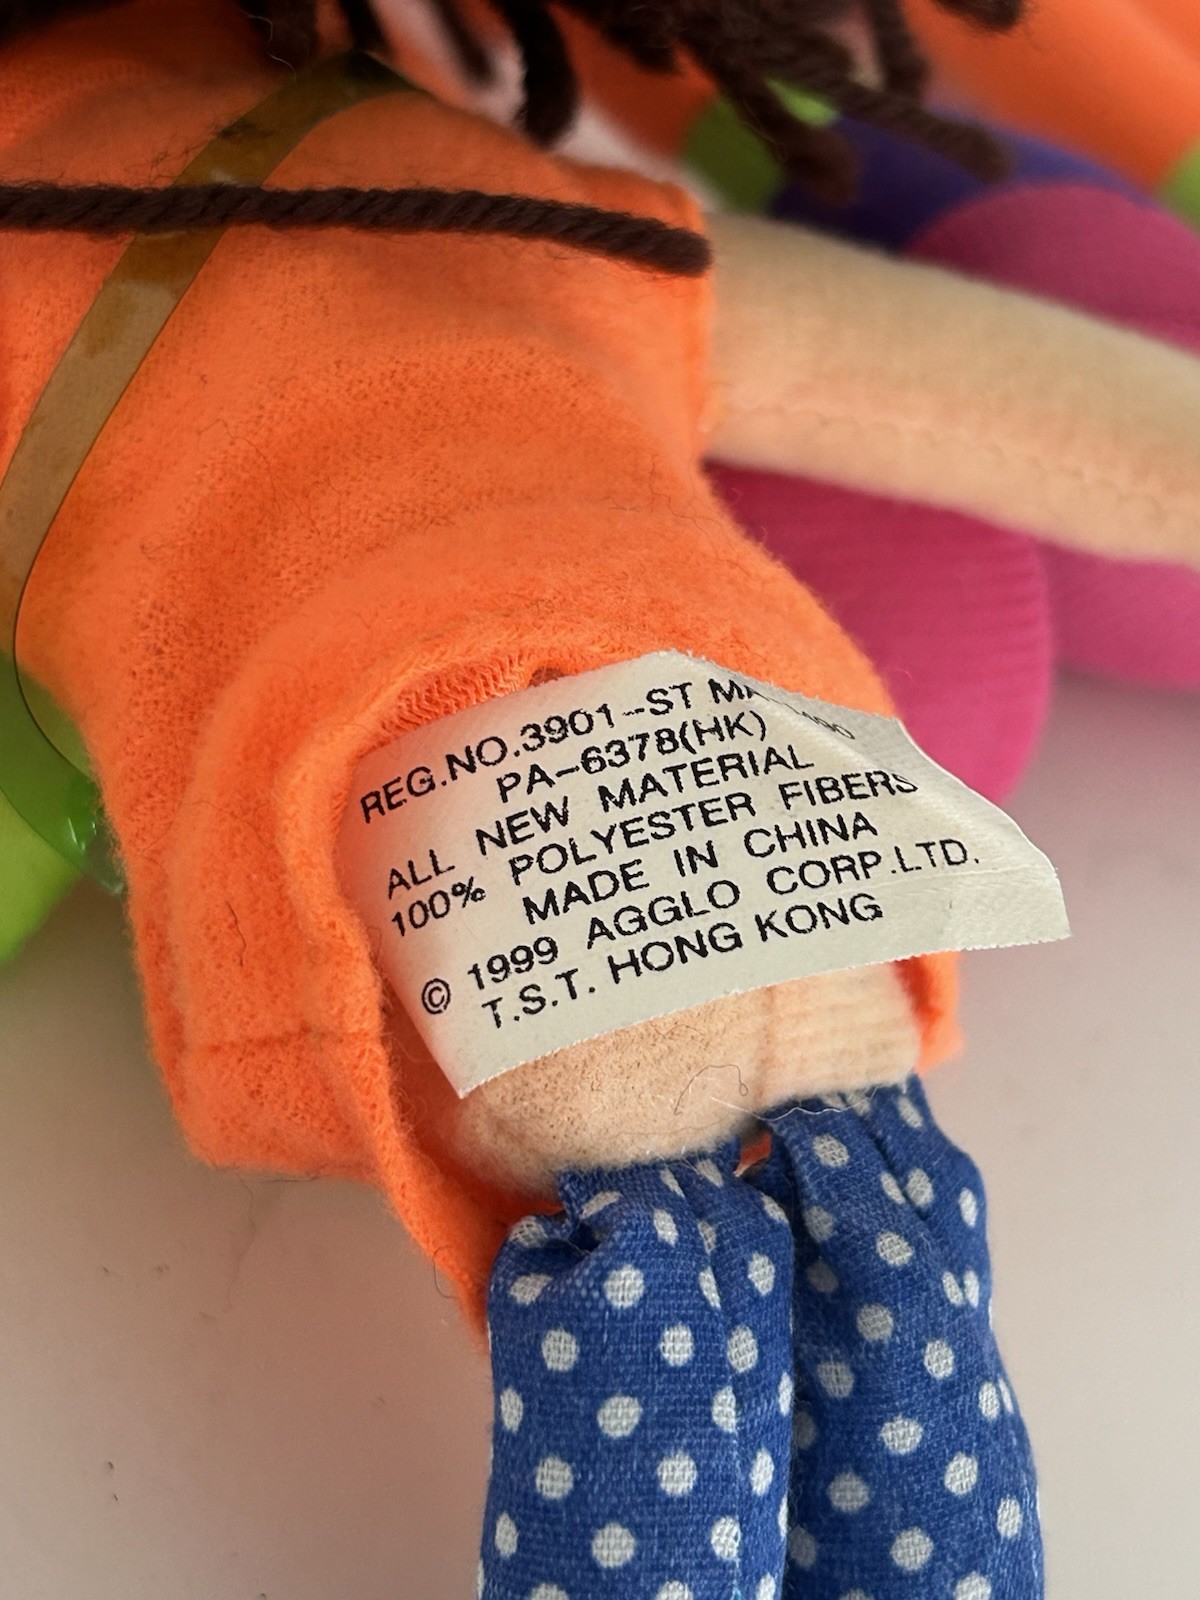 REG.NO.3901-ST
PA-6378(HK)
ALL NEW MATERIAL
100% POLYESTER FIBERS
MADE IN CHINA
© 1999 AGGLO CORP.LTD.
T.S.T. HONG KONG